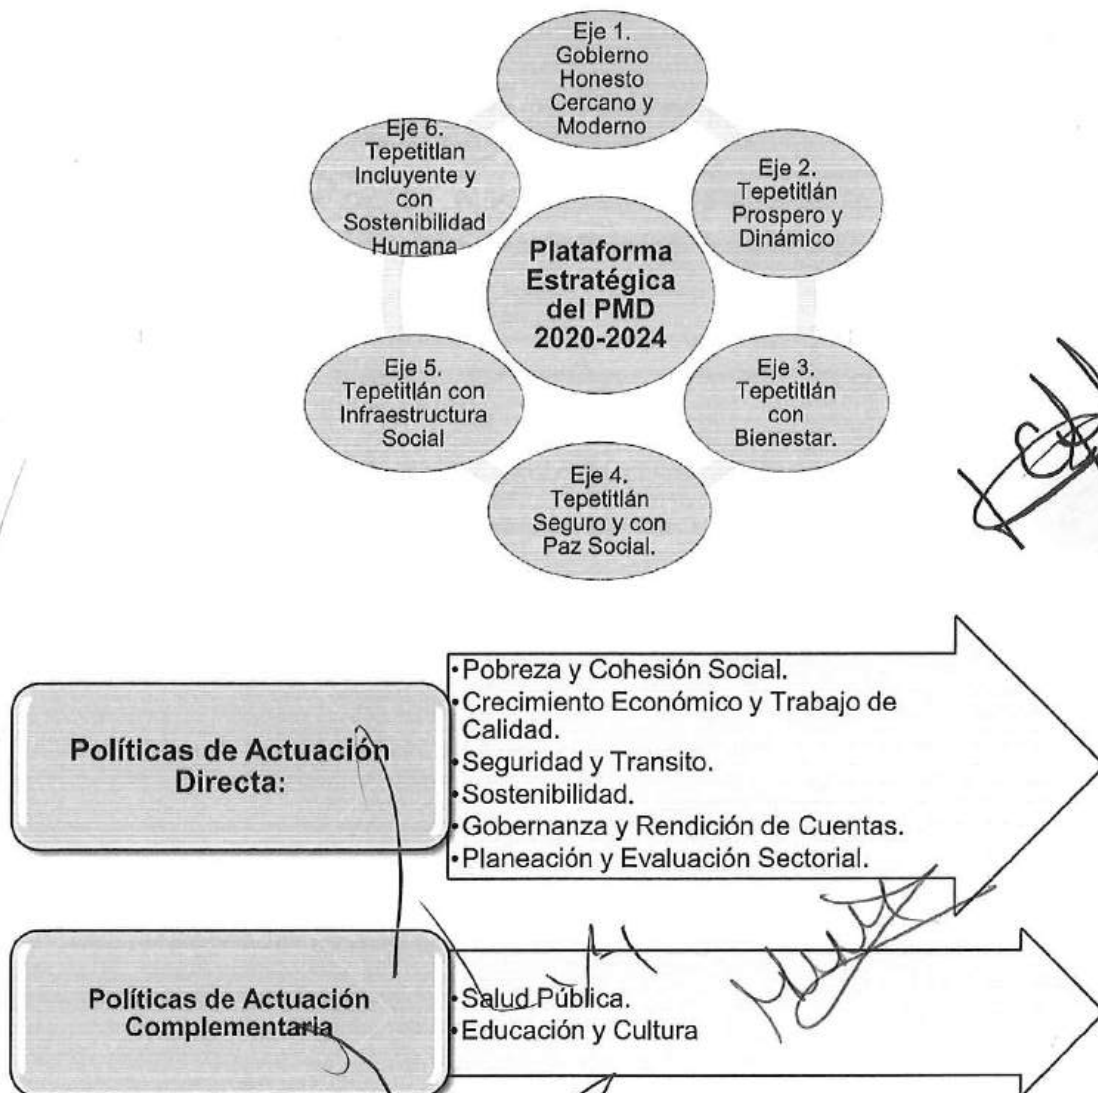 Eje 1.
Gobierno
Honesto
Cercano y
Moderno
Eje 2.
Tepetitlán
Prospero y
Dinámico
Eje 3.
Tepetitlán
con
Bienestar.
Eje 4.
Tepetitlán
Seguro y con
Paz Social.
Eje 5.
Tepetitlán con
Infraestructura
Social
Eje 6.
Tepetitlan
Incluyente y
con
Sostenibilidad
Humana
Plataforma
Estratégica
del PMD
2020-2024
Políticas de Actuación
Directa:
•Pobreza y Cohesión Social.
•Crecimiento Económico y Trabajo de
Calidad.
•Seguridad y Transito.
•Sostenibilidad.
•Gobernanza y Rendición de Cuentas.
•Planeación y Evaluación Sectorial.
Políticas de Actuación
Complementaria
•Salud Pública.
•Educación y Cultura